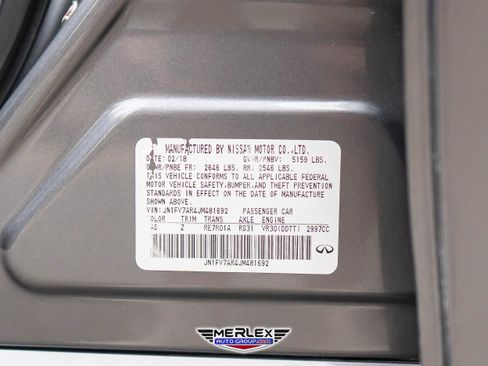 MANUFACTURED BY NISSAN MOTOR CO.,LTD.
DATE: 02/18 GVWR/PNBV: 5159 LBS.
GAWR/PNBE FR: 2646 LBS. RR: 2546 LBS.
THIS VEHICLE CONFORMS TO ALL APPLICABLE FEDERAL
MOTOR VEHICLE SAFETY, BUMPER, AND THEFT PREVENTION
STANDARDS IN EFFECT ON THE DATE OF MANUFACTURE
SHOWN ABOVE.
VIN: JN1FV7AR4JM481692 PASSENGER CAR
COLOR TRIM TRANS AXLE ENGINE
Z RE7R01A RG31 VR30(DDTT) 2997CC
INFINITI
JN1FV7AR4JM481692
MERLEX
AUTO GROUP.com